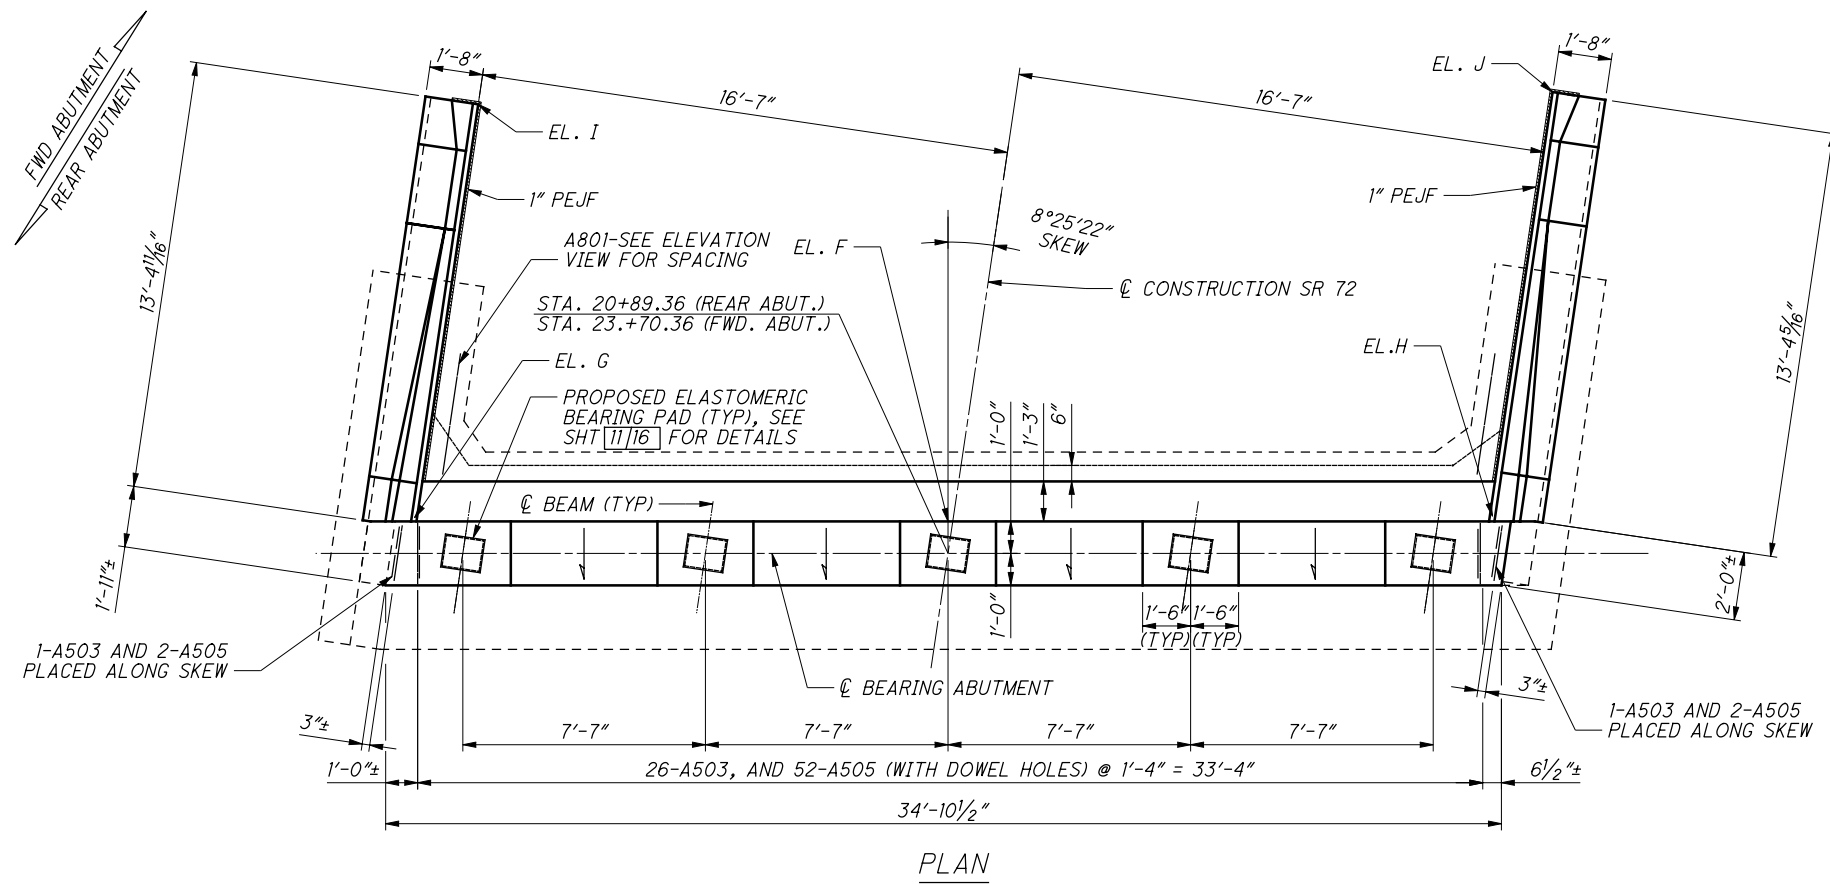 FWD ABUTMENT
REAR ABUTMENT
1'-8"
16'-7"
16'-7"
1'-8"
EL. I
EL. J
1" PEJF
1" PEJF
8°25'22"
SKEW
A801-SEE ELEVATION
VIEW FOR SPACING
EL. F
℄ CONSTRUCTION SR 72
STA. 20+89.36 (REAR ABUT.)
STA. 23.+70.36 (FWD. ABUT.)
13'-4 11/16"
13'-4 5/16"
EL. G
EL.H
PROPOSED ELASTOMERIC
BEARING PAD (TYP), SEE
SHT 11/16 FOR DETAILS
1'-0"
1'-3"
6"
℄ BEAM (TYP)
1'-11"±
2'-0"±
1'-0"
1'-6" 1'-6"
(TYP)(TYP)
1-A503 AND 2-A505
PLACED ALONG SKEW
℄ BEARING ABUTMENT
3"±
3"±
1-A503 AND 2-A505
PLACED ALONG SKEW
7'-7"
7'-7"
7'-7"
7'-7"
1'-0"±
26-A503, AND 52-A505 (WITH DOWEL HOLES) @ 1'-4" = 33'-4"
6 1/2"±
34'-10 1/2"
PLAN